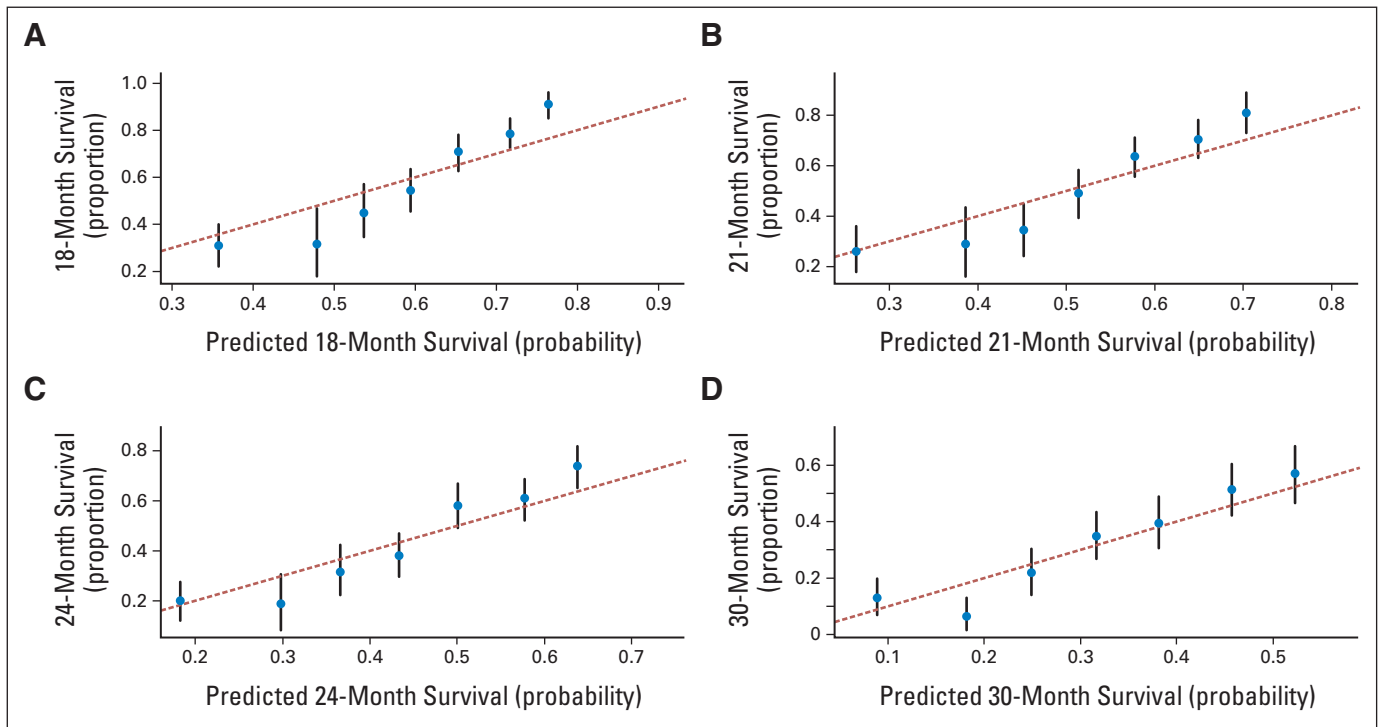 A
18-Month Survival
(proportion)
1.0
0.8
0.6
0.4
0.2
0.3 0.4 0.5 0.6 0.7 0.8 0.9
Predicted 18-Month Survival (probability)
B
21-Month Survival
(proportion)
0.8
0.6
0.4
0.2
0.3 0.4 0.5 0.6 0.7 0.8
Predicted 21-Month Survival (probability)
C
24-Month Survival
(proportion)
0.8
0.6
0.4
0.2
0.2 0.3 0.4 0.5 0.6 0.7
Predicted 24-Month Survival (probability)
D
30-Month Survival
(proportion)
0.6
0.4
0.2
0
0.1 0.2 0.3 0.4 0.5
Predicted 30-Month Survival (probability)